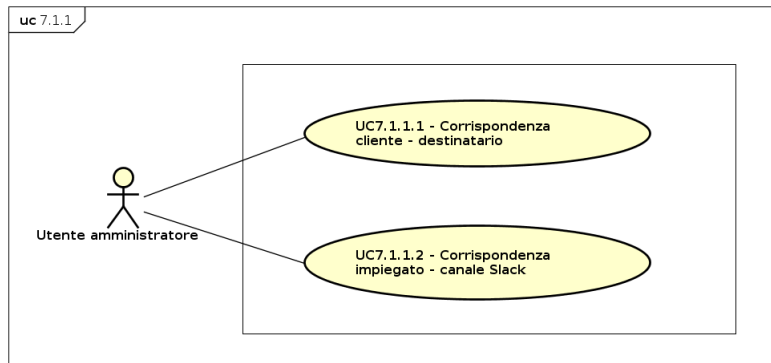 uc 7.1.1
UC7.1.1.1 - Corrispondenza
cliente - destinatario
Utente amministratore
UC7.1.1.2 - Corrispondenza
impiegato - canale Slack